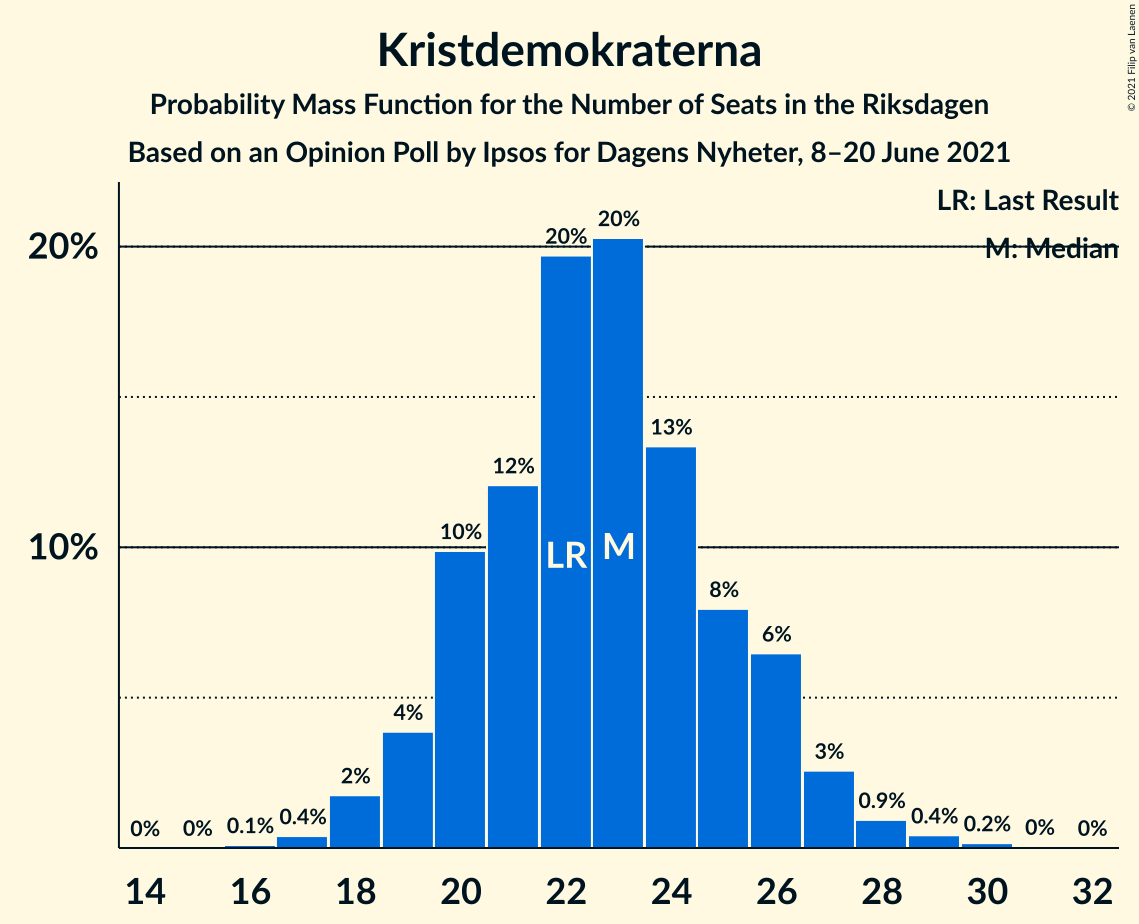 Kristdemokraterna
Probability Mass Function for the Number of Seats in the Riksdagen
Based on an Opinion Poll by Ipsos for Dagens Nyheter, 8–20 June 2021
© 2021 Filip van Laenen
LR: Last Result
M: Median
20%
10%
0%
0%
0.1%
0.4%
2%
4%
10%
12%
20%
20%
13%
8%
6%
3%
0.9%
0.4%
0.2%
0%
0%
LR
M
14 16 18 20 22 24 26 28 30 32